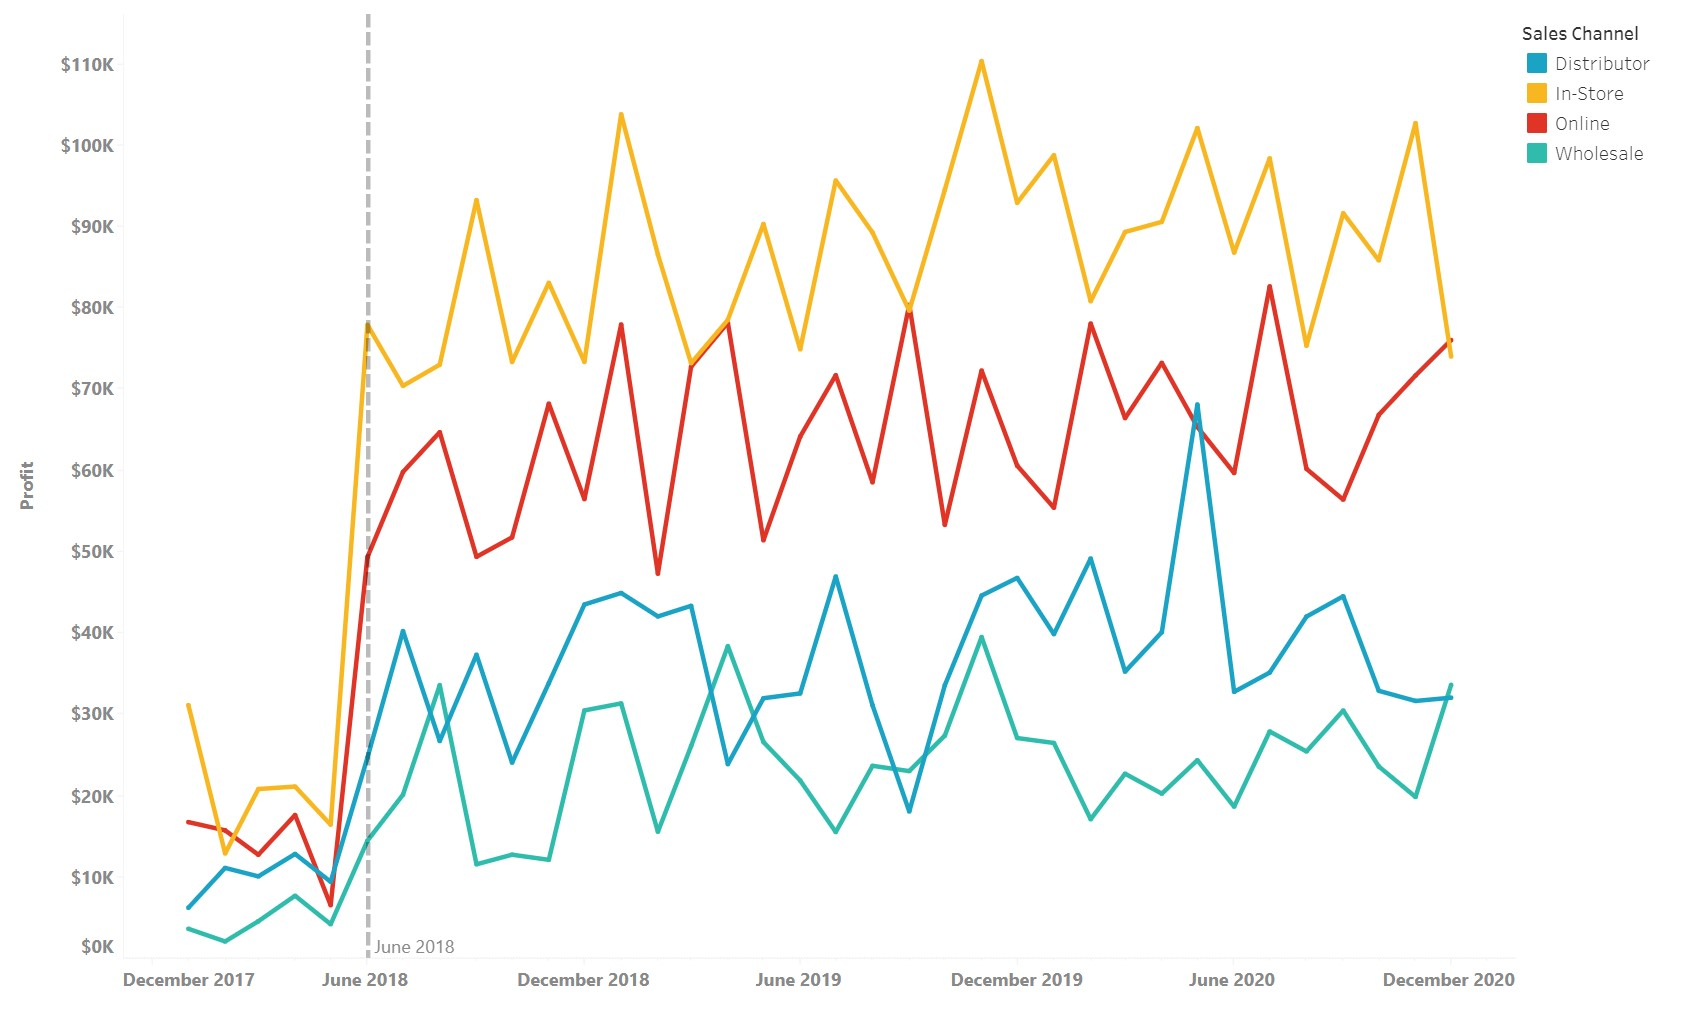 Sales Channel
Distributor
In-Store
Online
Wholesale
$110K
$100K
$90K
$80K
$70K
$60K
$50K
$40K
$30K
$20K
$10K
$0K
Profit
June 2018
December 2017
June 2018
December 2018
June 2019
December 2019
June 2020
December 2020